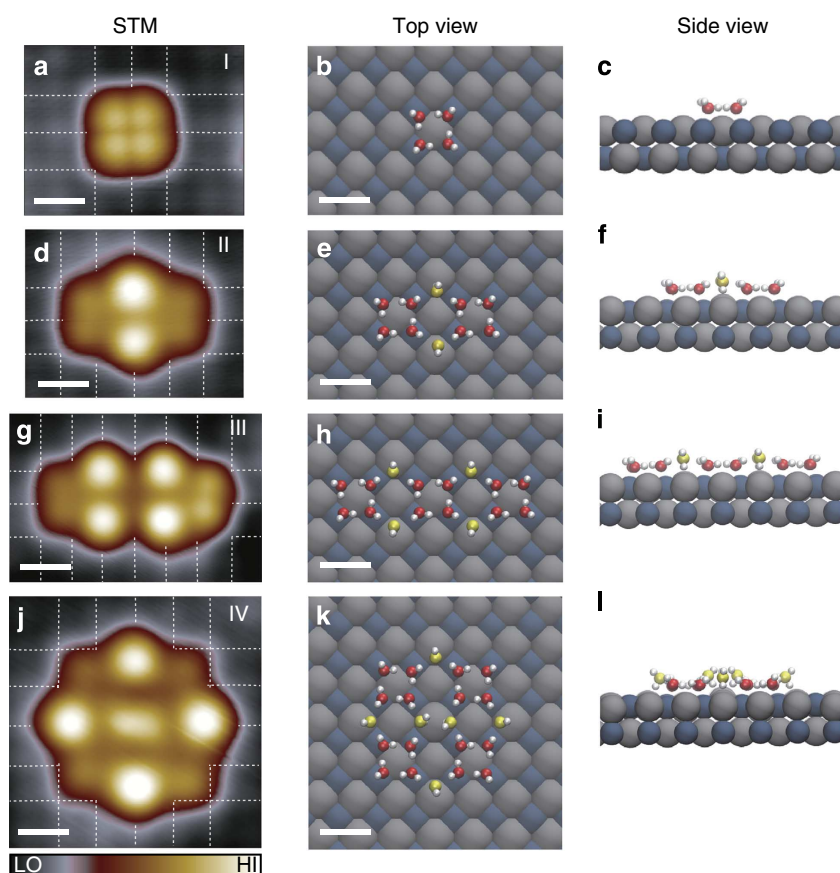 STM Top view Side view
a I b c
d II e f
g III h i
j IV k l
LO HI